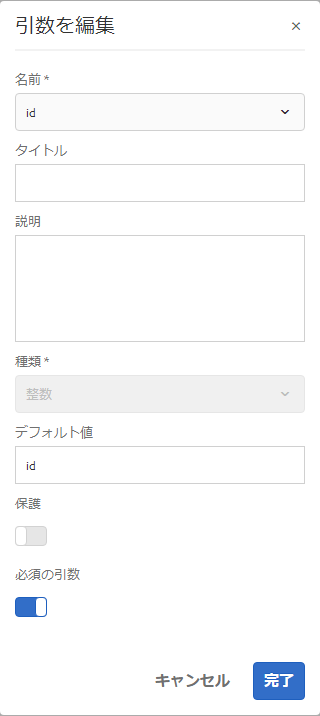 引数を編集 ×
名前 *
id
タイトル
説明
種類 *
整数
デフォルト値
id
保護
必須の引数
キャンセル 完了